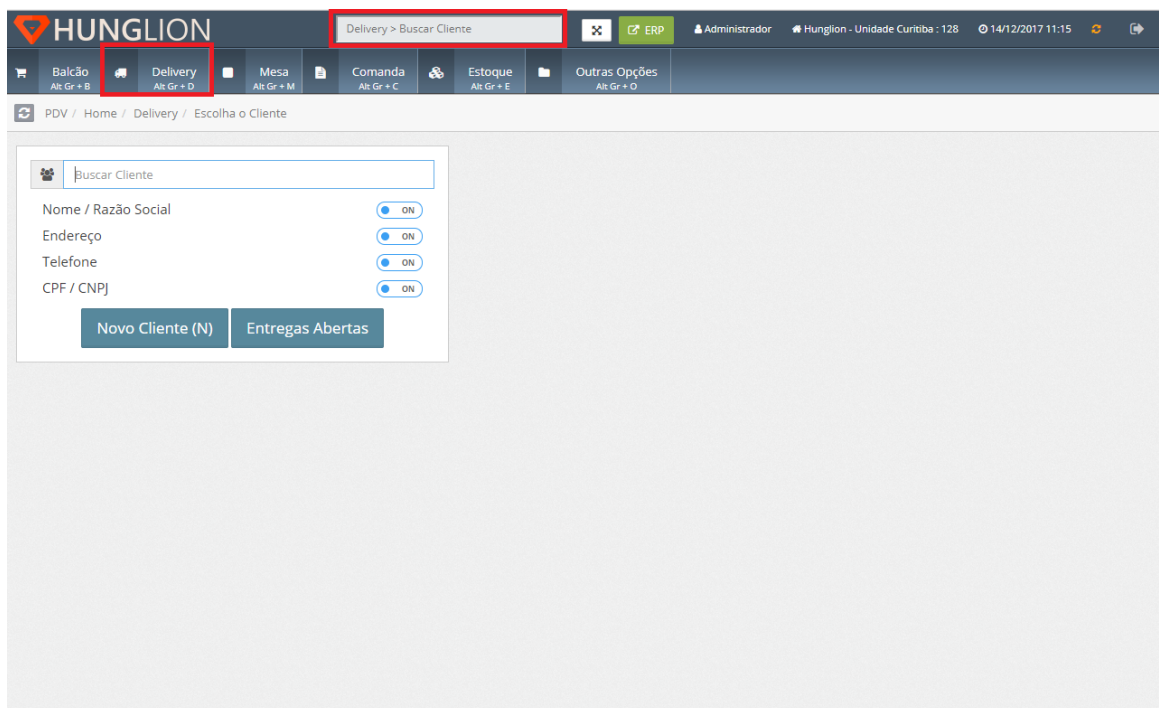 HUNGLION
Delivery > Buscar Cliente
ERP
Administrador
Hunglion - Unidade Curitiba : 128
14/12/2017 11:15
Balcão
Alt Gr + B
Delivery
Alt Gr + D
Mesa
Alt Gr + M
Comanda
Alt Gr + C
Estoque
Alt Gr + E
Outras Opções
Alt Gr + O
PDV / Home / Delivery / Escolha o Cliente
Buscar Cliente
Nome / Razão Social ON
Endereço ON
Telefone ON
CPF / CNPJ ON
Novo Cliente (N) Entregas Abertas